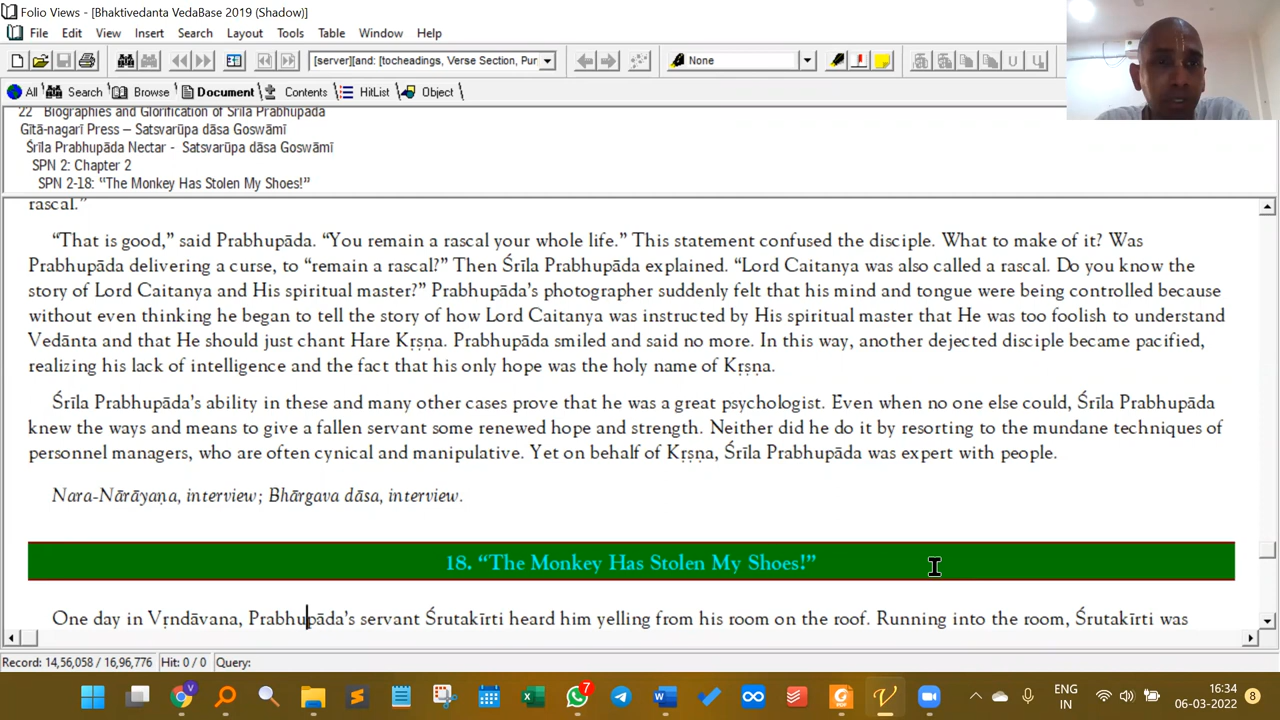 Folio Views - [Bhaktivedanta VedaBase 2019 (Shadow)]
File Edit View Insert Search Layout Tools Table Window Help
[server][and: [tocheadings, Verse Section, Pur None
All Search Browse Document Contents HitList Object
22 Biographies and Glorification of Śrīla Prabhupāda
Gītā-nagarī Press – Satsvarūpa dāsa Goswāmī
Śrīla Prabhupāda Nectar - Satsvarūpa dāsa Goswāmī
SPN 2: Chapter 2
SPN 2-18: “The Monkey Has Stolen My Shoes!”
rascal.”
“That is good,” said Prabhupāda. “You remain a rascal your whole life.” This statement confused the disciple. What to make of it? Was
Prabhupāda delivering a curse, to “remain a rascal?” Then Śrīla Prabhupāda explained. “Lord Caitanya was also called a rascal. Do you know the
story of Lord Caitanya and His spiritual master?” Prabhupāda’s photographer suddenly felt that his mind and tongue were being controlled because
without even thinking he began to tell the story of how Lord Caitanya was instructed by His spiritual master that He was too foolish to understand
Vedānta and that He should just chant Hare Kṛṣṇa. Prabhupāda smiled and said no more. In this way, another dejected disciple became pacified,
realizing his lack of intelligence and the fact that his only hope was the holy name of Kṛṣṇa.
Śrīla Prabhupāda’s ability in these and many other cases prove that he was a great psychologist. Even when no one else could, Śrīla Prabhupāda
knew the ways and means to give a fallen servant some renewed hope and strength. Neither did he do it by resorting to the mundane techniques of
personnel managers, who are often cynical and manipulative. Yet on behalf of Kṛṣṇa, Śrīla Prabhupāda was expert with people.
Nara-Nārāyaṇa, interview; Bhārgava dāsa, interview.
18. “The Monkey Has Stolen My Shoes!”
One day in Vṛndāvana, Prabhupāda’s servant Śrutakīrti heard him yelling from his room on the roof. Running into the room, Śrutakīrti was
Record: 14,56,058 / 16,96,776 Hit: 0 / 0 Query:
7
ENG
IN
16:34
06-03-2022
8